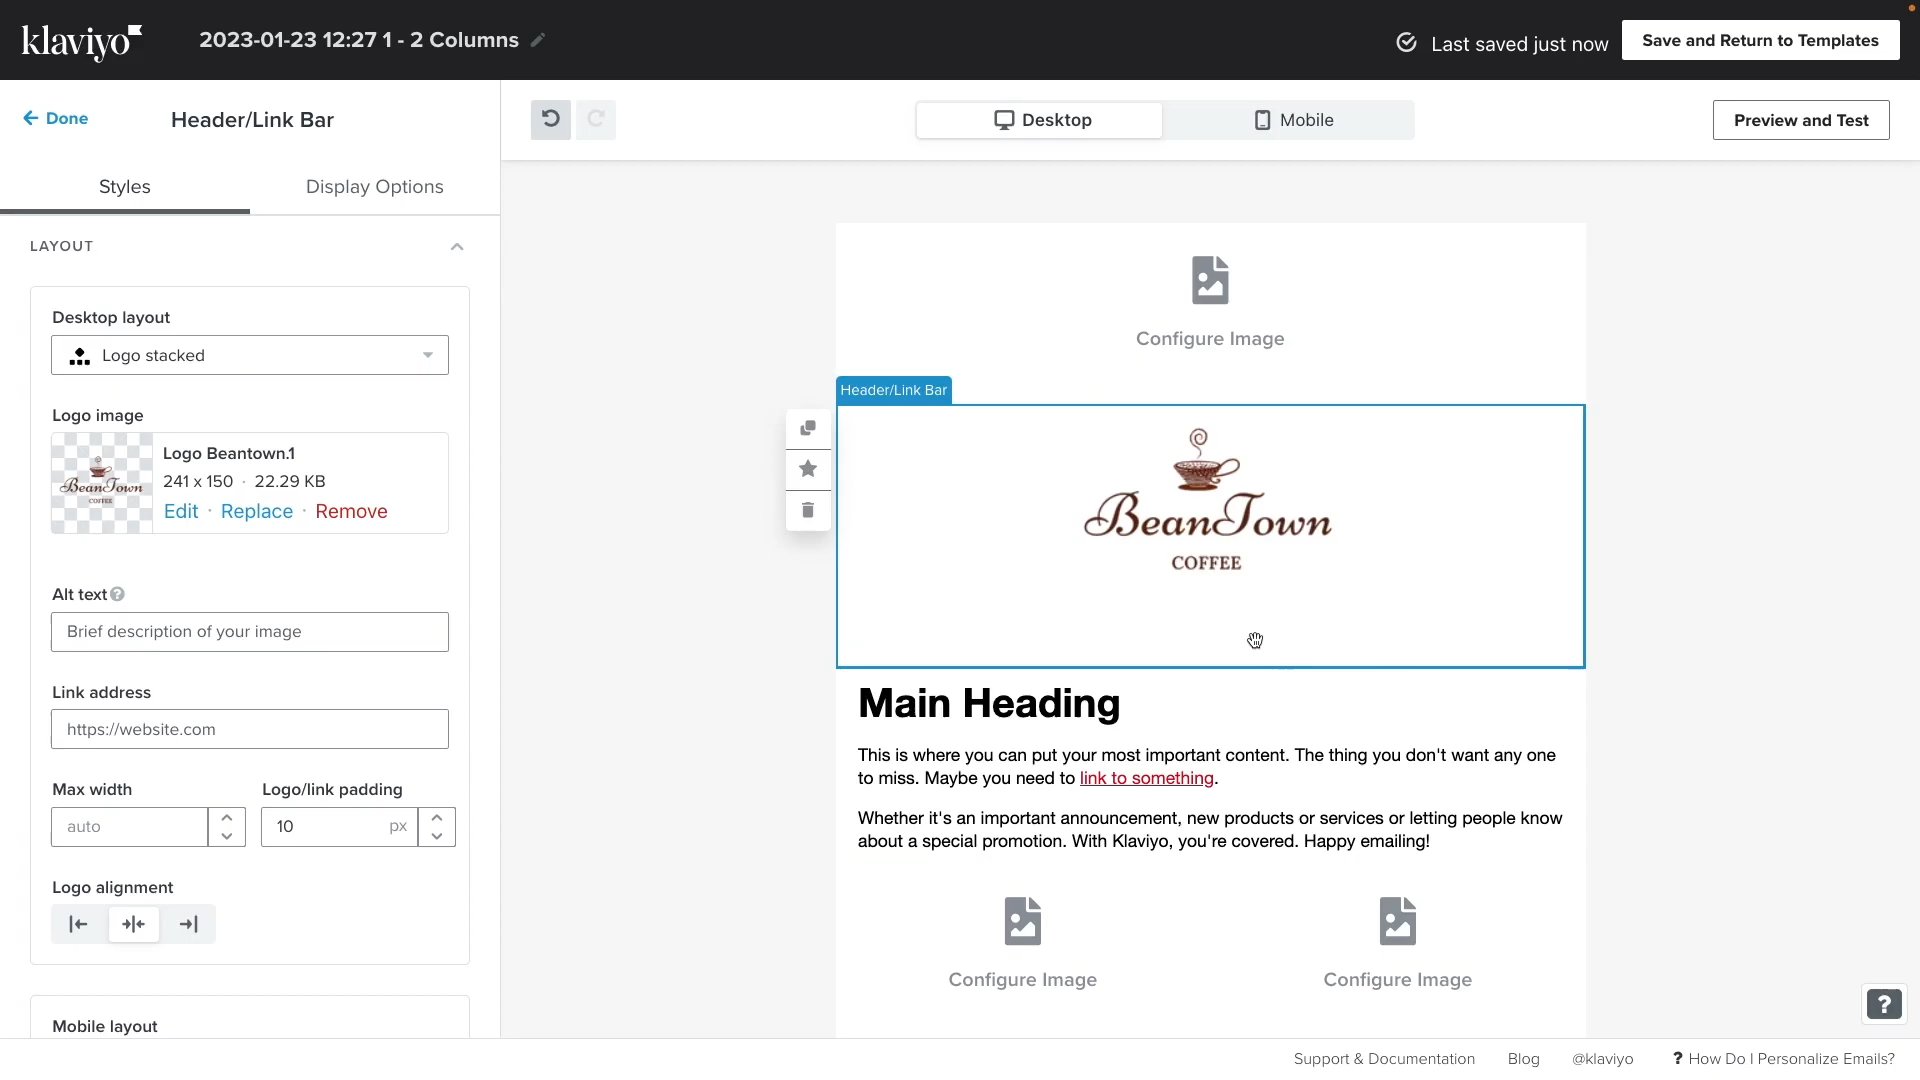 klaviyo
2023-01-23 12:27 1 - 2 Columns
Last saved just now
Save and Return to Templates
Done
Header/Link Bar
Desktop
Mobile
Preview and Test
Styles
Display Options
LAYOUT
Desktop layout
Logo stacked
Logo image
BeanTown
COFFEE
Logo Beantown.1
241 x 150 · 22.29 KB
Edit · Replace · Remove
Alt text
Brief description of your image
Link address
https://website.com
Max width
Logo/link padding
auto
10 px
Logo alignment
Mobile layout
Configure Image
Header/Link Bar
BeanTown
COFFEE
Main Heading
This is where you can put your most important content. The thing you don't want any one
to miss. Maybe you need to link to something.
Whether it's an important announcement, new products or services or letting people know
about a special promotion. With Klaviyo, you're covered. Happy emailing!
Configure Image
Configure Image
?
Support & Documentation
Blog
@klaviyo
? How Do I Personalize Emails?